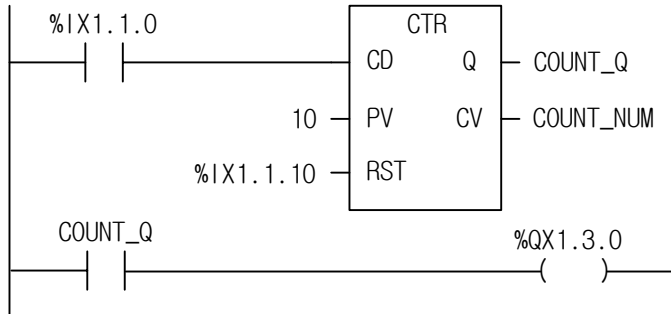 %IX1.1.0
CTR
CD Q COUNT_Q
10 PV CV COUNT_NUM
%IX1.1.10 RST
COUNT_Q
%QX1.3.0